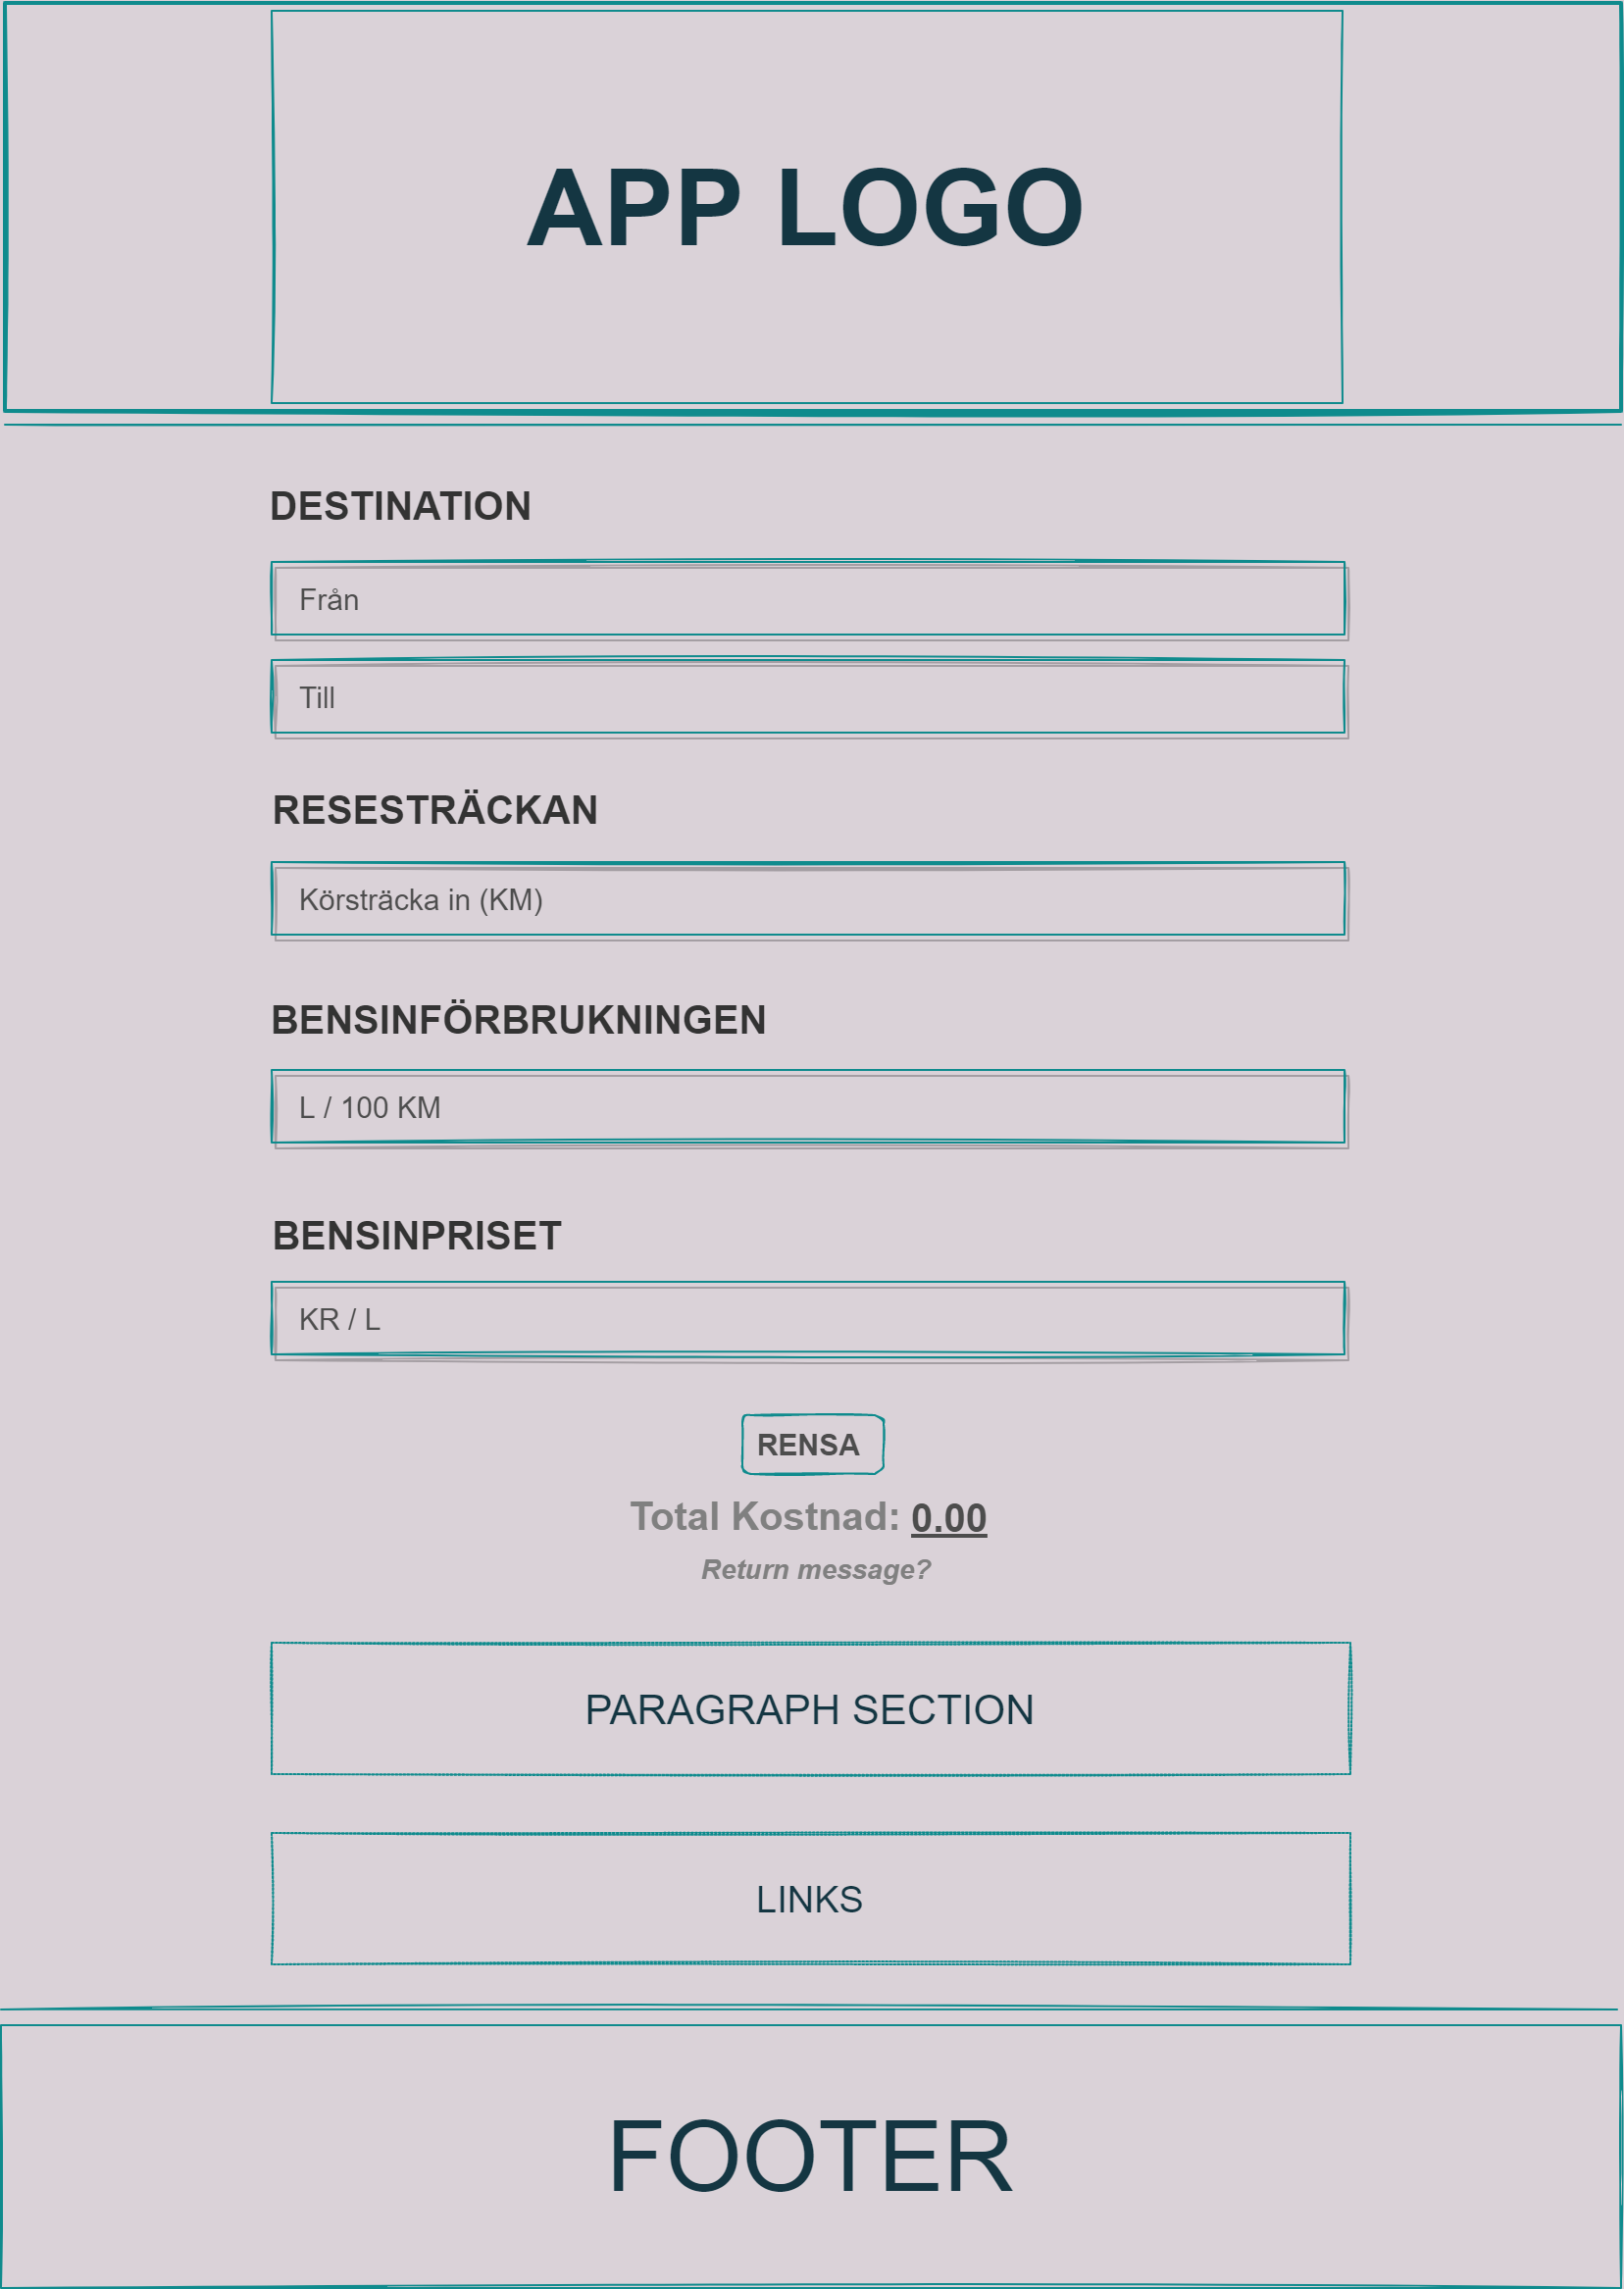 APP LOGO
DESTINATION
Från
Till
RESESTRÄCKAN
Körsträcka in (KM)
BENSINFÖRBRUKNINGEN
L / 100 KM
BENSINPRISET
KR / L
RENSA
Total Kostnad: 0.00
Return message?
PARAGRAPH SECTION
LINKS
FOOTER